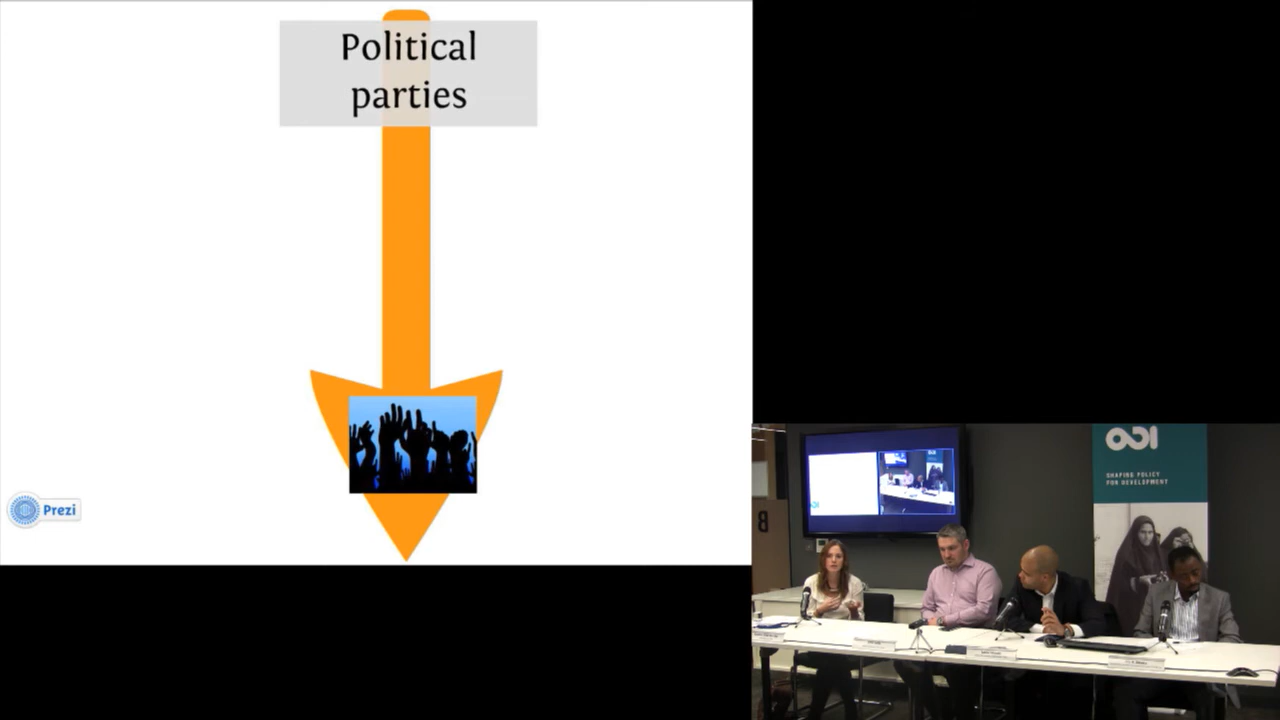 Political
parties
Prezi
ODI
SHAPING POLICY
FOR DEVELOPMENT
B